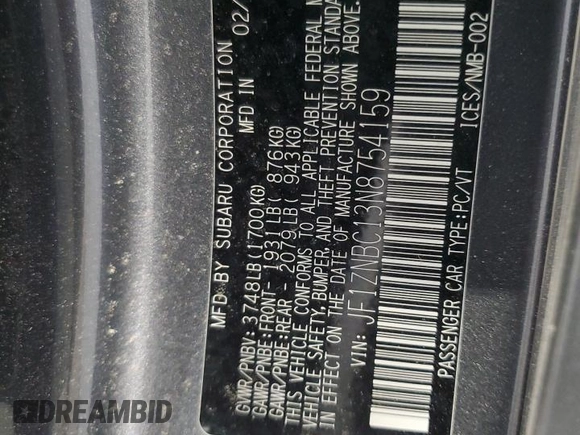 MFD BY SUBARU CORPORATION 02/
MFD IN
GVWR/PNBV: 3748LB(1700KG)
GAWR/PNBE:FRONT- 1931LB( 876KG)
GAWR/PNBE:REAR - 2079LB( 943KG)
THIS VEHICLE CONFORMS TO ALL APPLICABLE FEDERAL
VEHICLE SAFETY, BUMPER, AND THEFT PREVENTION
EFFECT ON THE DATE OF MANUFACTURE SHOWN ABOVE.
VIN: JF1ZNBC13N8754159
PASSENGER CAR TYPE:PC/VT ICES/NMB-002
DREAMBID